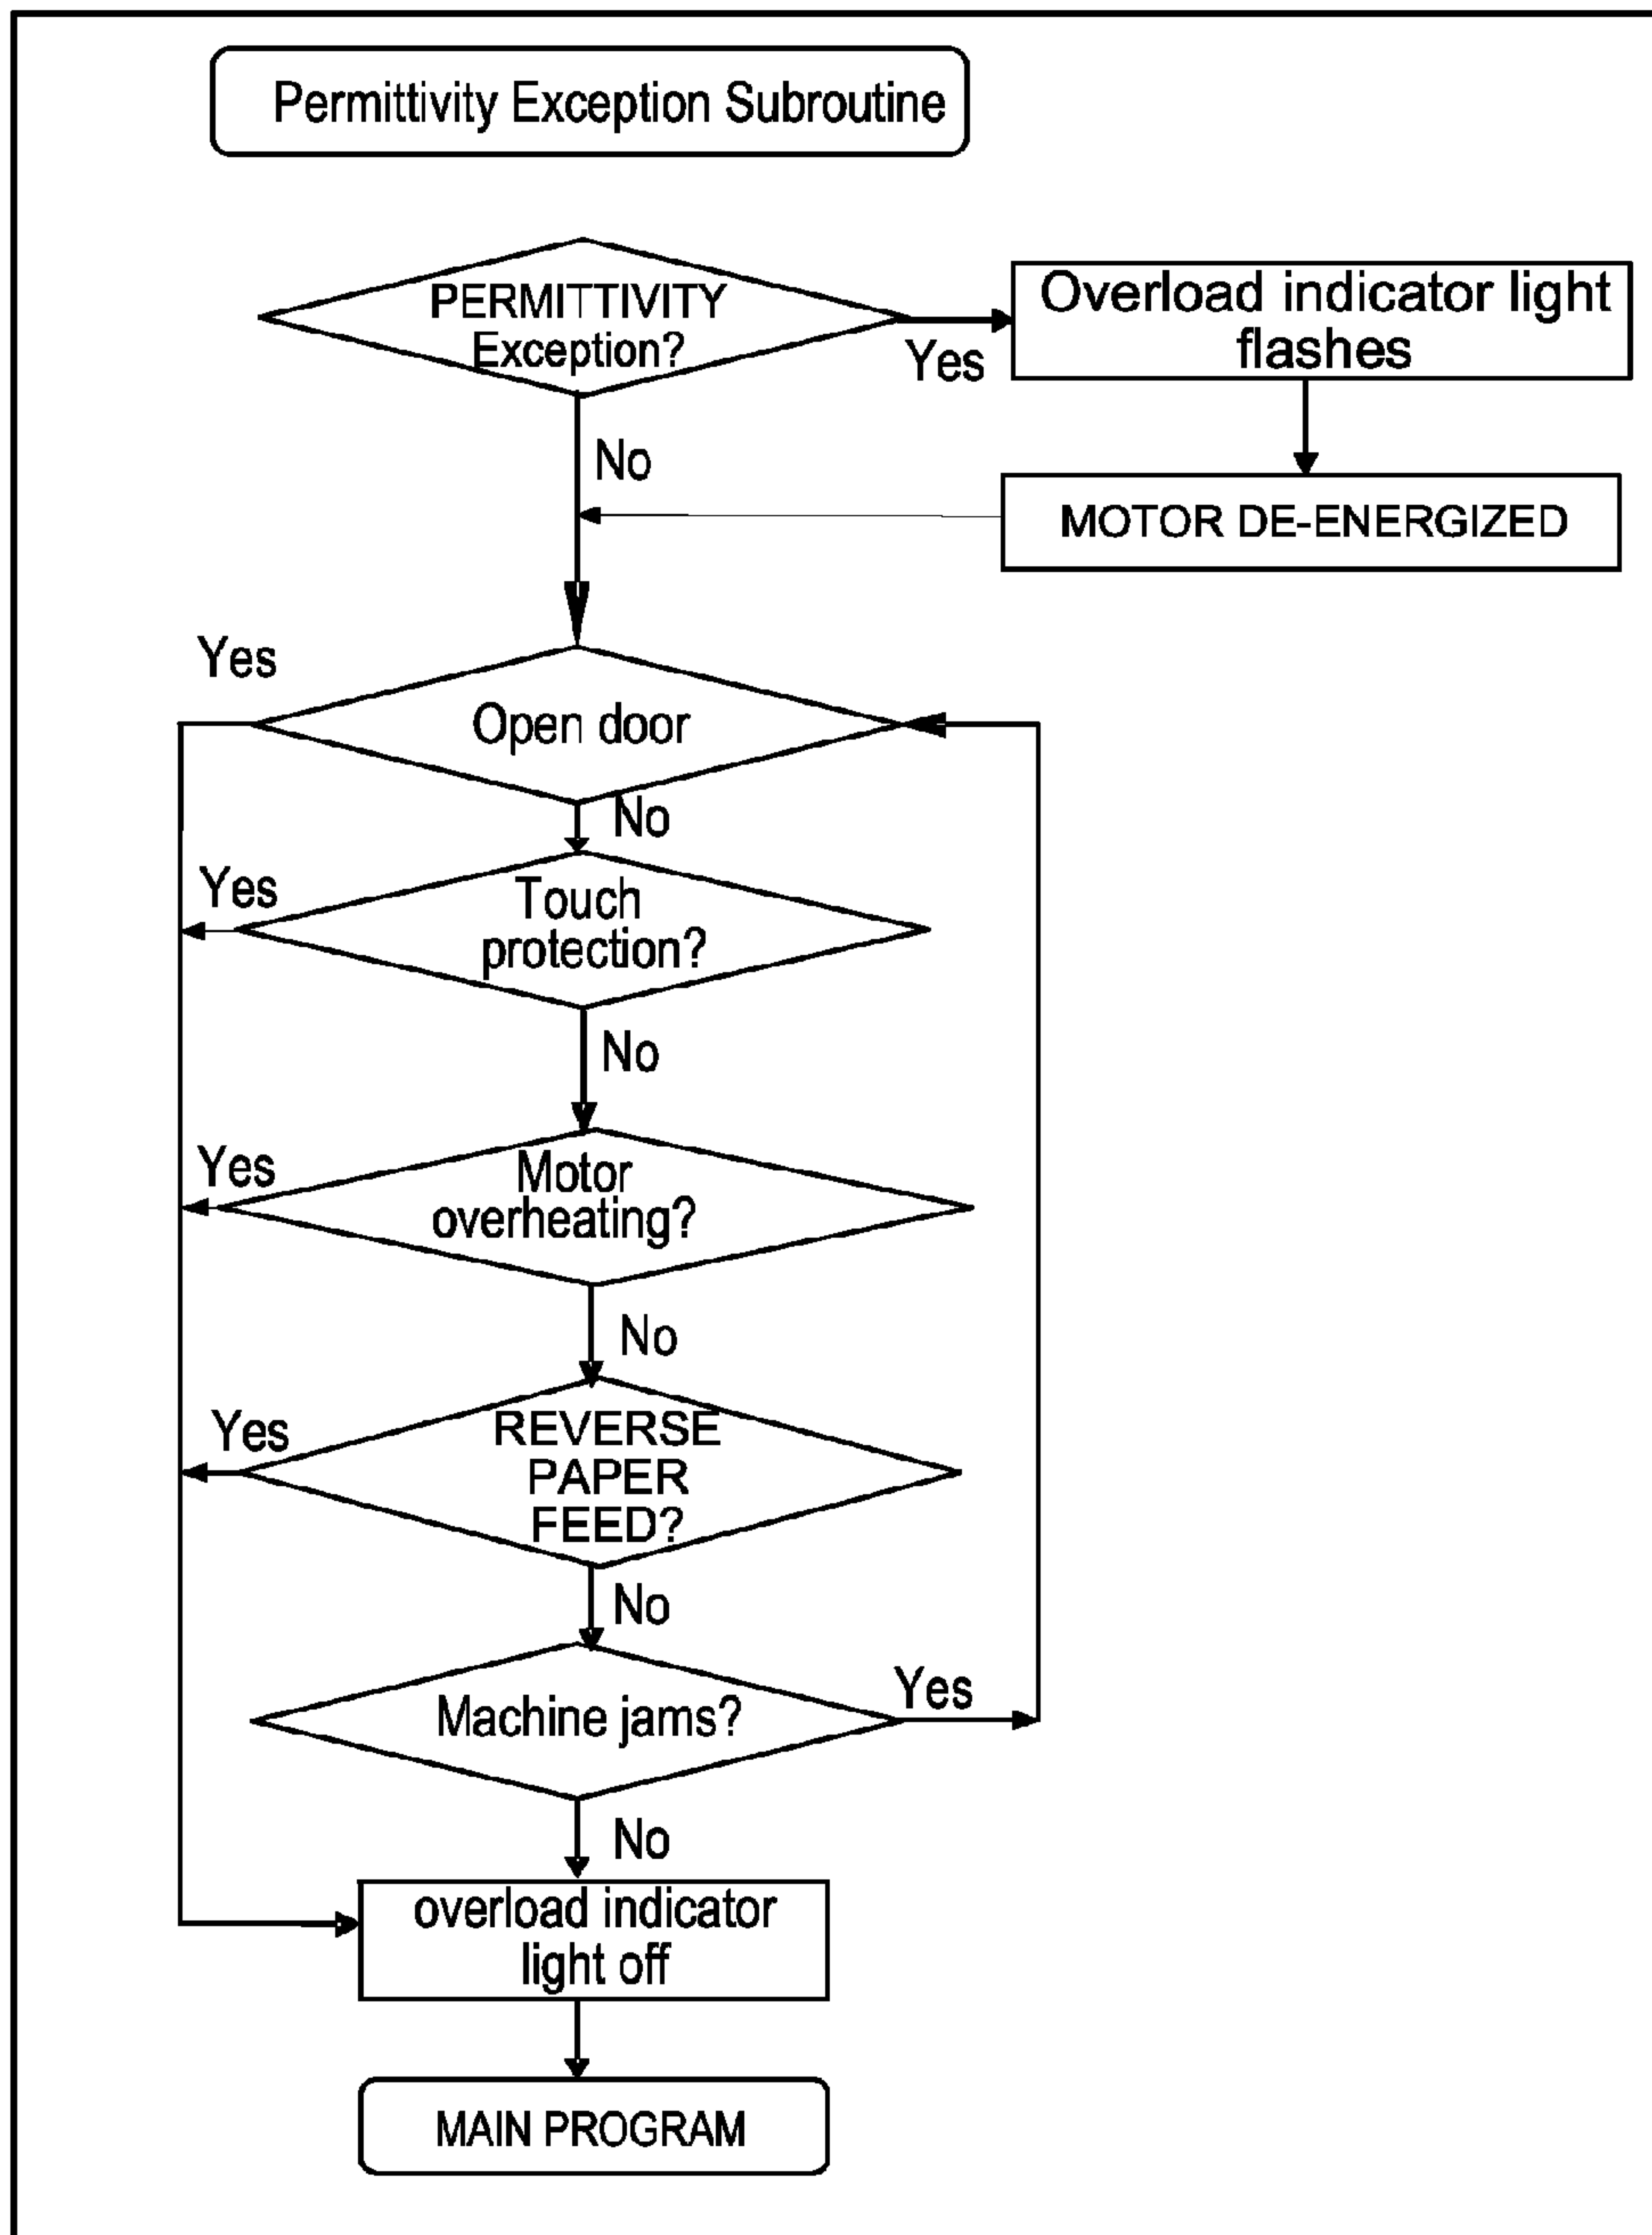 Permittivity Exception Subroutine
PERMITTIVITY
Exception?
Yes
Overload indicator light
flashes
No
MOTOR DE-ENERGIZED
Yes
Open door
No
Yes
Touch
protection?
No
Yes
Motor
overheating?
No
Yes
REVERSE
PAPER
FEED?
No
Machine jams?
Yes
No
overload indicator
light off
MAIN PROGRAM